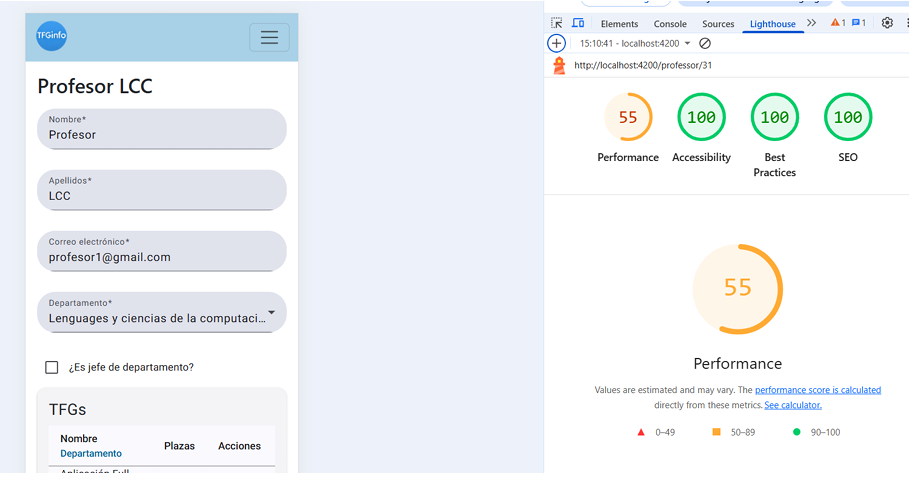 TFGinfo
Profesor LCC
Nombre*
Profesor
Apellidos*
LCC
Correo electrónico*
profesor1@gmail.com
Departamento*
Lenguages y ciencias de la computaci...
¿Es jefe de departamento?
TFGs
Nombre
Departamento
Plazas
Acciones
Aplicación Full
Elements Console Sources Lighthouse 1 1
15:10:41 - localhost:4200
http://localhost:4200/professor/31
55 100 100 100
Performance Accessibility Best Practices SEO
55
Performance
Values are estimated and may vary. The performance score is calculated
directly from these metrics. See calculator.
0–49 50–89 90–100